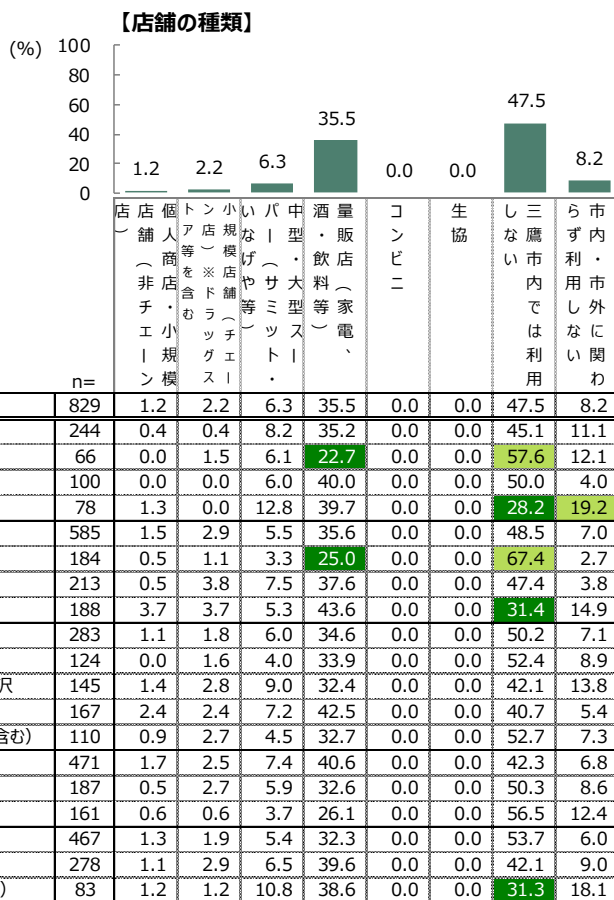 【店舗の種類】
(%)
100
80
60
40
20
0
1.2 2.2 6.3 35.5 0.0 0.0 47.5 8.2
個人商店・小規模店舗（非チェーン店）
小規模店舗（チェーン店）※ドラッグストア等を含む
中型・大型スーパー（サミット・いなげや等）
量販店（家電、酒・飲料等）
コンビニ
生協
三鷹市内では利用しない
市内・市外に関わらず利用しない
n=
829 1.2 2.2 6.3 35.5 0.0 0.0 47.5 8.2
244 0.4 0.4 8.2 35.2 0.0 0.0 45.1 11.1
66 0.0 1.5 6.1 22.7 0.0 0.0 57.6 12.1
100 0.0 0.0 6.0 40.0 0.0 0.0 50.0 4.0
78 1.3 0.0 12.8 39.7 0.0 0.0 28.2 19.2
585 1.5 2.9 5.5 35.6 0.0 0.0 48.5 7.0
184 0.5 1.1 3.3 25.0 0.0 0.0 67.4 2.7
213 0.5 3.8 7.5 37.6 0.0 0.0 47.4 3.8
188 3.7 3.7 5.3 43.6 0.0 0.0 31.4 14.9
283 1.1 1.8 6.0 34.6 0.0 0.0 50.2 7.1
124 0.0 1.6 4.0 33.9 0.0 0.0 52.4 8.9
沢 145 1.4 2.8 9.0 32.4 0.0 0.0 42.1 13.8
167 2.4 2.4 7.2 42.5 0.0 0.0 40.7 5.4
含む） 110 0.9 2.7 4.5 32.7 0.0 0.0 52.7 7.3
471 1.7 2.5 7.4 40.6 0.0 0.0 42.3 6.8
187 0.5 2.7 5.9 32.6 0.0 0.0 50.3 8.6
161 0.6 0.6 3.7 26.1 0.0 0.0 56.5 12.4
467 1.3 1.9 5.4 32.3 0.0 0.0 53.7 6.0
278 1.1 2.9 6.5 39.6 0.0 0.0 42.1 9.0
） 83 1.2 1.2 10.8 38.6 0.0 0.0 31.3 18.1